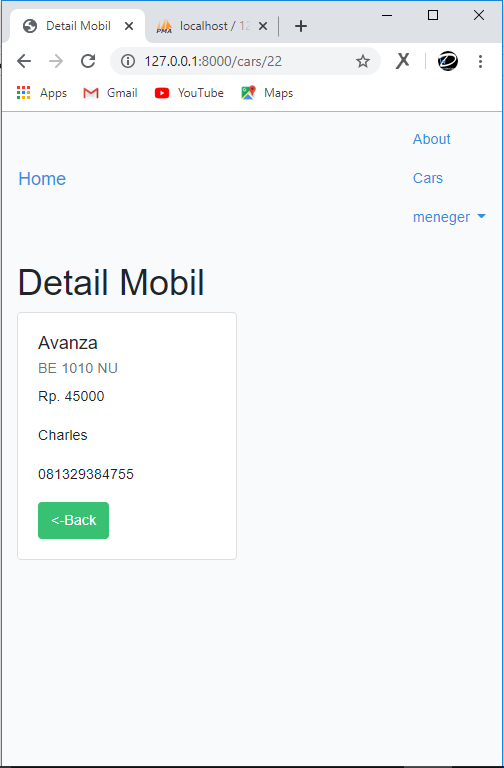 Detail Mobil
localhost / 12
127.0.0.1:8000/cars/22
X
Apps
Gmail
YouTube
Maps
Home
About
Cars
meneger
Detail Mobil
Avanza
BE 1010 NU
Rp. 45000
Charles
081329384755
<-Back